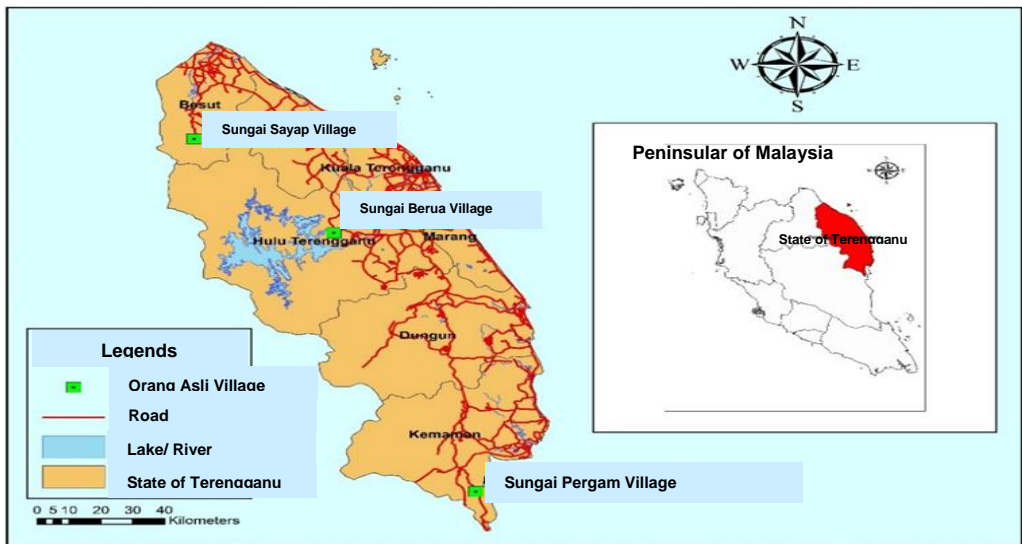 N
W E
S
Besut
Sungai Sayap Village
Kuala Terengganu
Sungai Berua Village
Hulu Terengganu
Marang
Dungun
Kemaman
Sungai Pergam Village
Peninsular of Malaysia
State of Terengganu
Legends
Orang Asli Village
Road
Lake/ River
State of Terengganu
0 5 10 20 30 40
Kilometers